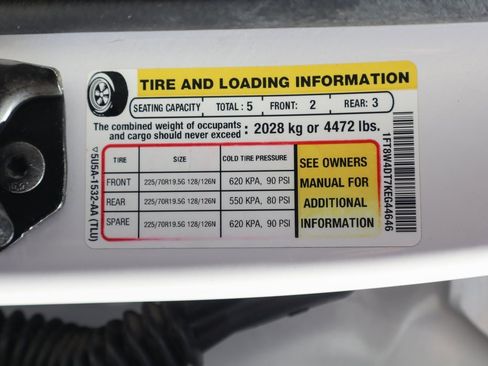 TIRE AND LOADING INFORMATION
SEATING CAPACITY TOTAL : 5 FRONT: 2 REAR: 3
The combined weight of occupants
and cargo should never exceed : 2028 kg or 4472 lbs.
TIRE SIZE COLD TIRE PRESSURE
FRONT 225/70R19.5G 128/126N 620 KPA, 90 PSI
REAR 225/70R19.5G 128/126N 550 KPA, 80 PSI
SPARE 225/70R19.5G 128/126N 620 KPA, 90 PSI
SEE OWNERS
MANUAL FOR
ADDITIONAL
INFORMATION
▽5U5A-1532-AA (TLU)
1FT8W4DT7KEG44646